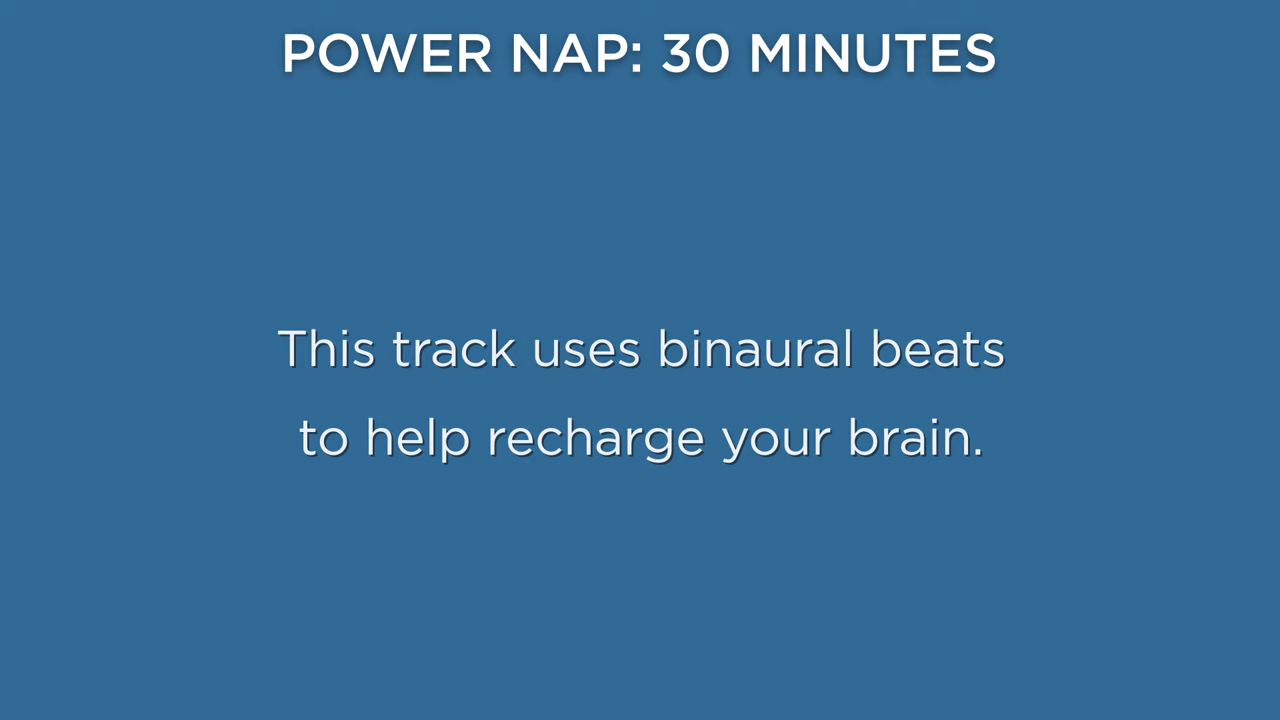 POWER NAP: 30 MINUTES
This track uses binaural beats
to help recharge your brain.